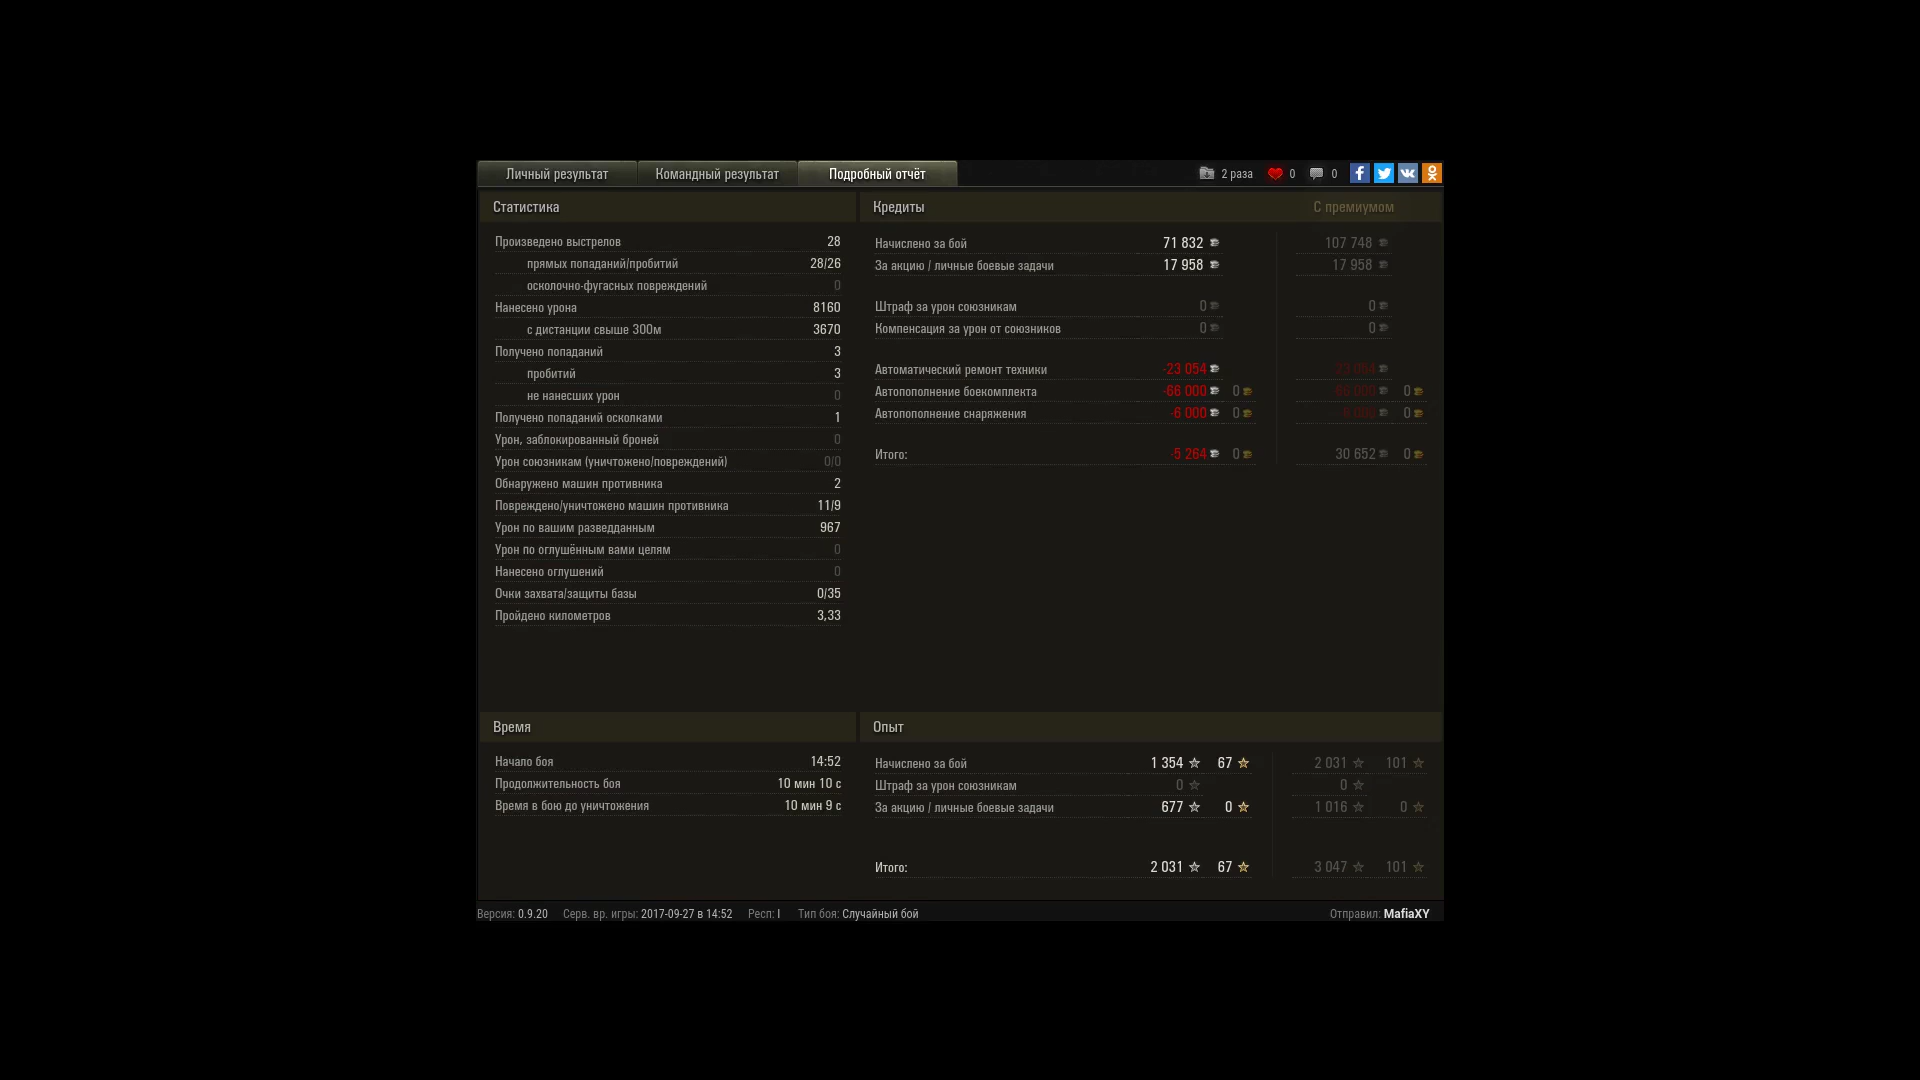 Личный результат Командный результат Подробный отчёт 2 раза 0 0
Статистика
Произведено выстрелов 28
прямых попаданий/пробитий 28/26
осколочно-фугасных повреждений 0
Нанесено урона 8160
с дистанции свыше 300м 3670
Получено попаданий 3
пробитий 3
не нанесших урон 0
Получено попаданий осколками 1
Урон, заблокированный броней 0
Урон союзникам (уничтожено/повреждений) 0/0
Обнаружено машин противника 2
Повреждено/уничтожено машин противника 11/9
Урон по вашим разведданным 967
Урон по оглушённым вами целям 0
Нанесено оглушений 0
Очки захвата/защиты базы 0/35
Пройдено километров 3,33
Кредиты С премиумом
Начислено за бой 71 832 107 748
За акцию / личные боевые задачи 17 958 17 958
Штраф за урон союзникам 0 0
Компенсация за урон от союзников 0 0
Автоматический ремонт техники -23 054 -23 054
Автопополнение боекомплекта -66 000 0 -66 000 0
Автопополнение снаряжения -6 000 0 -6 000 0
Итого: -5 264 0 30 652 0
Время
Начало боя 14:52
Продолжительность боя 10 мин 10 с
Время в бою до уничтожения 10 мин 9 с
Опыт
Начислено за бой 1 354 67 2 031 101
Штраф за урон союзникам 0 0
За акцию / личные боевые задачи 677 0 1 016 0
Итого: 2 031 67 3 047 101
Версия: 0.9.20 Серв. вр. игры: 2017-09-27 в 14:52 Респ: I Тип боя: Случайный бой Отправил: MafiaXY